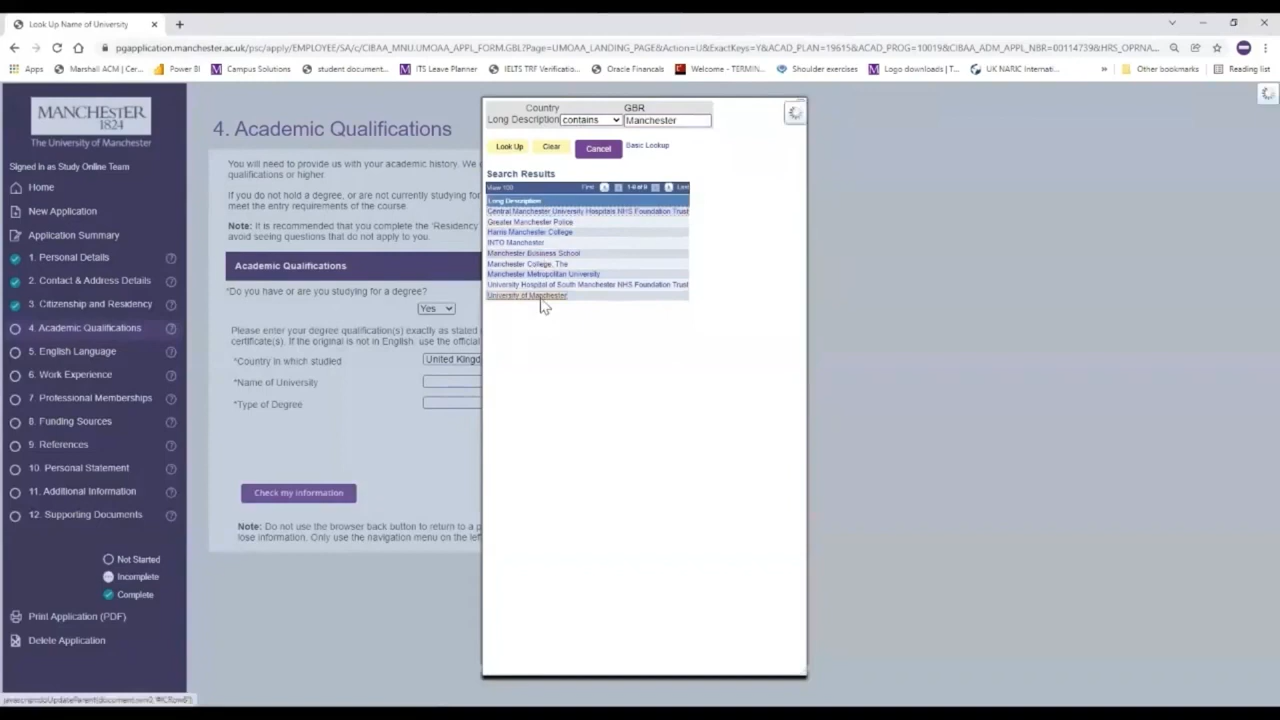 Look Up Name of University
pgapplication.manchester.ac.uk/psc/apply/EMPLOYEE/SA/c/CIBAA_MNU.UMOAA_APPL_FORM.GBL?Page=UMOAA_LANDING_PAGE&Action=U&ExactKeys=Y&ACAD_PLAN=19615&ACAD_PROG=10019&CIBAA_ADM_APPL_NBR=00114739&HRS_OPRNA...
Apps
Marshall ACM | Cer...
Power BI
Campus Solutions
student document...
ITS Leave Planner
IELTS TRF Verificatio...
Oracle Financals
Welcome - TERMIN...
Shoulder exercises
Logo downloads | T...
UK NARIC Internati...
»
Other bookmarks
Reading list
MANCHESTER
1824
The University of Manchester
Signed in as Study Online Team
Home
New Application
Application Summary
1. Personal Details
2. Contact & Address Details
3. Citizenship and Residency
4. Academic Qualifications
5. English Language
6. Work Experience
7. Professional Memberships
8. Funding Sources
9. References
10. Personal Statement
11. Additional Information
12. Supporting Documents
Not Started
Incomplete
Complete
Print Application (PDF)
Delete Application
4. Academic Qualifications
You will need to provide us with your academic history. We
qualifications or higher.
If you do not hold a degree, or are not currently studying for
meet the entry requirements of the course.
Note: It is recommended that you complete the 'Residency
avoid seeing questions that do not apply to you.
Academic Qualifications
*Do you have or are you studying for a degree?
Yes
Please enter your degree qualification(s) exactly as stated
certificate(s). If the original is not in English, use the official
*Country in which studied
United Kingd
*Name of University
*Type of Degree
Check my information
Note: Do not use the browser back button to return to a p
lose information. Only use the navigation menu on the left
Country GBR
Long Description contains Manchester
Look Up Clear Cancel Basic Lookup
Search Results
View 100 First Last
Long Description
Central Manchester University Hospitals NHS Foundation Trust
Greater Manchester Police
Harris Manchester College
INTO Manchester
Manchester Business School
Manchester College, The
Manchester Metropolitan University
University Hospital of South Manchester NHS Foundation Trust
University of Manchester